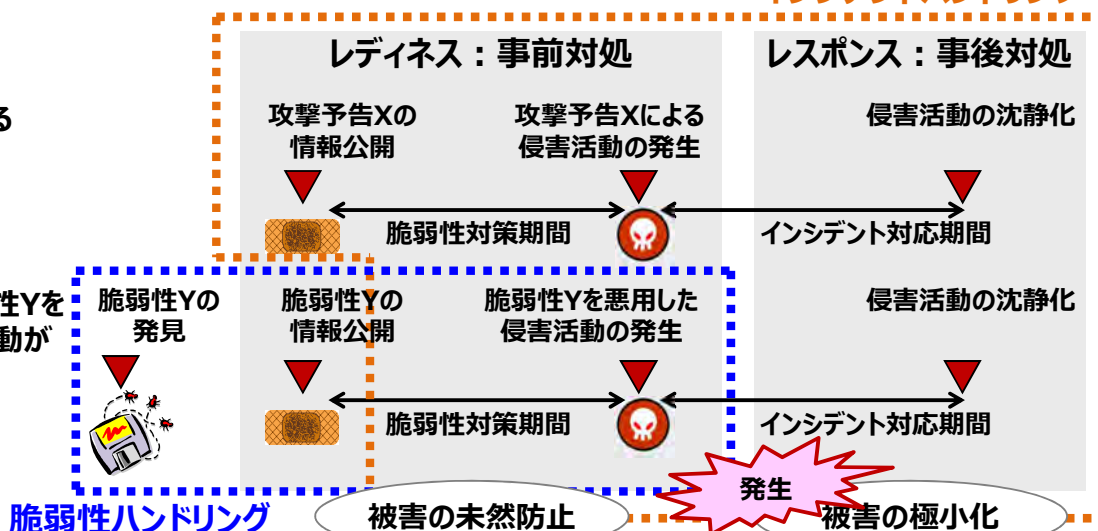 レディネス：事前対処
レスポンス：事後対処
る
攻撃予告Xの
情報公開
攻撃予告Xによる
侵害活動の発生
侵害活動の沈静化
脆弱性対策期間
インシデント対応期間
性Yを
動が
脆弱性Yの
発見
脆弱性Yの
情報公開
脆弱性Yを悪用した
侵害活動の発生
侵害活動の沈静化
脆弱性対策期間
インシデント対応期間
発生
脆弱性ハンドリング
被害の未然防止
被害の極小化